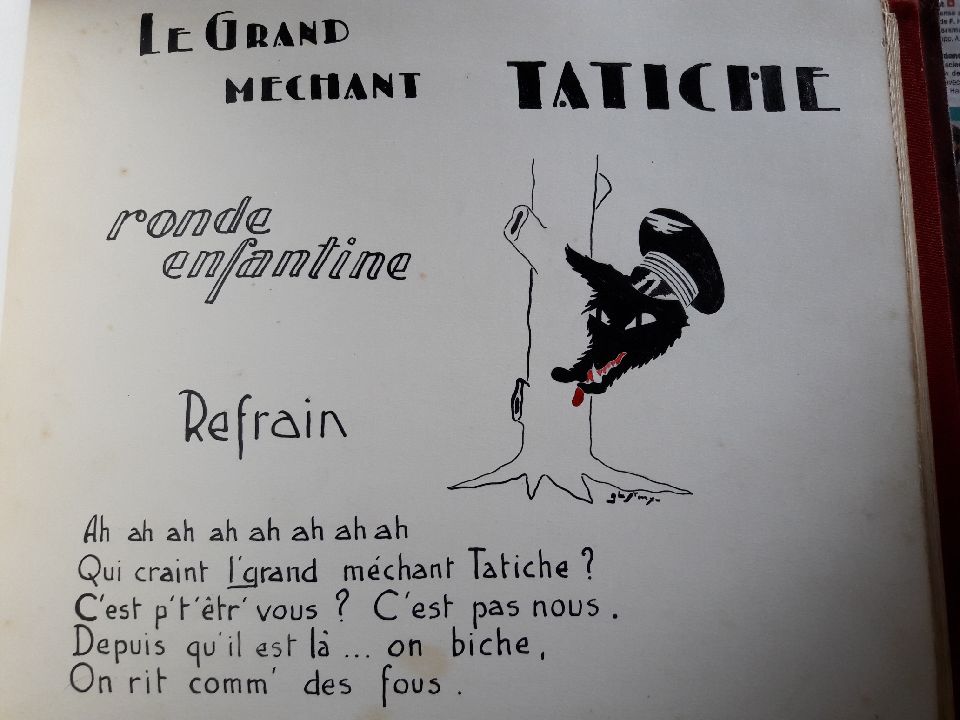 LE GRAND
MECHANT TATICHE
ronde
enfantine
Refrain
Ah ah ah ah ah ah ah ah
Qui craint l'grand méchant Tatiche ?
C'est p't'êtr' vous ? C'est pas nous.
Depuis qu'il est là ... on biche,
On rit comm' des fous.